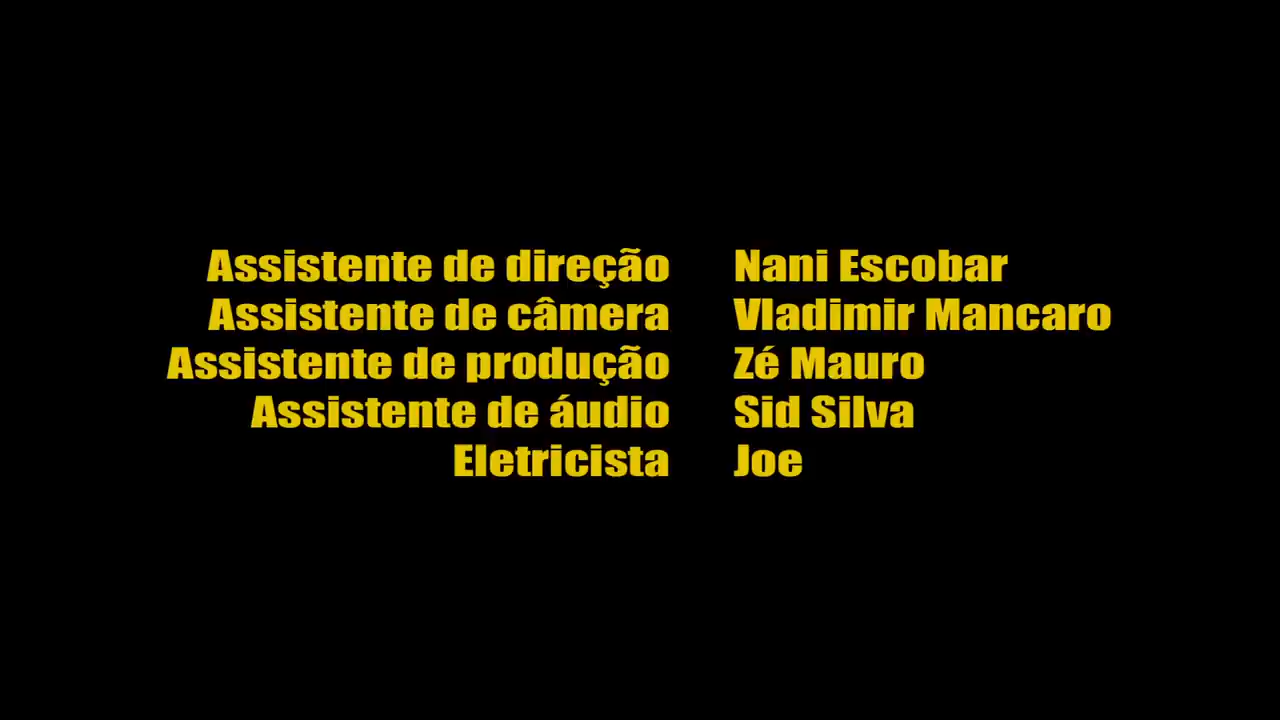 Assistente de direção Nani Escobar
Assistente de câmera Vladimir Mancaro
Assistente de produção Zé Mauro
Assistente de áudio Sid Silva
Eletricista Joe